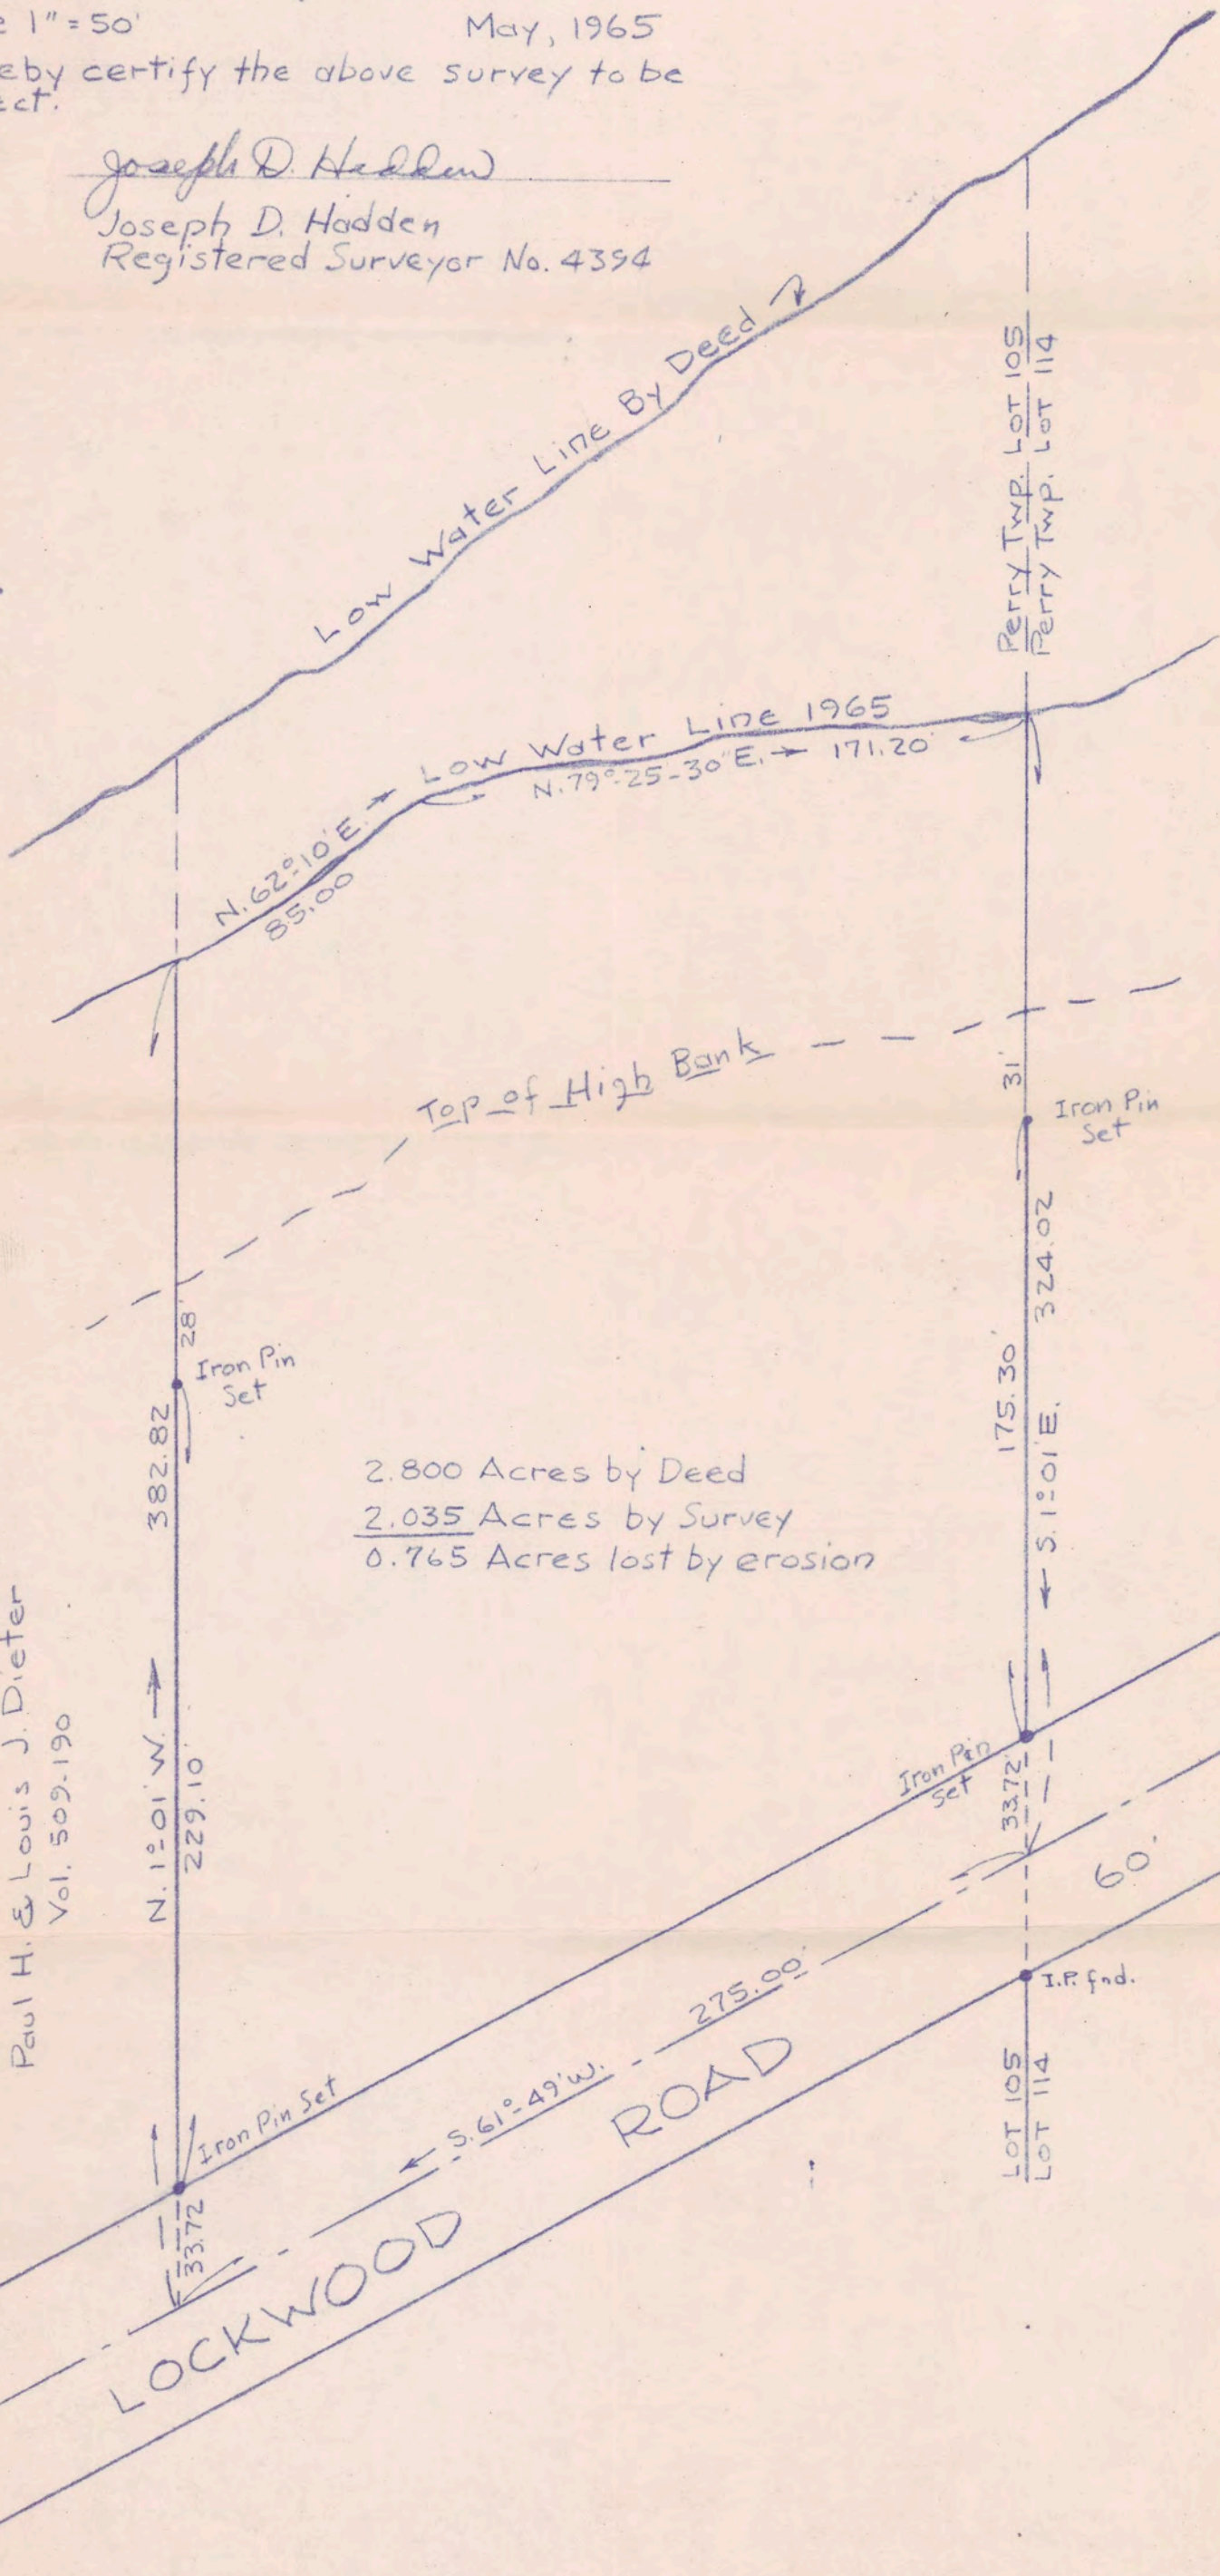 e 1" = 50'
May, 1965
eby certify the above survey to be
ect.
Joseph D. Hadden
Joseph D. Hadden
Registered Surveyor No. 4394
Low Water Line By Deed
Perry Twp. LOT 105
Perry Twp. LOT 114
Low Water Line 1965
N. 79°-25-30" E. → 171.20'
N. 62°-10' E. →
85.00
Top of High Bank
31'
Iron Pin
Set
28'
Iron Pin
Set
382.82
324.02
175.30'
← S. 1°-01' E.
2.800 Acres by Deed
2.035 Acres by Survey
0.765 Acres lost by erosion
Paul H. & Louis J. Dieter
Vol. 509-190
N. 1°-01' W. →
229.10'
Iron Pin
Set
33.72'
60'
275.00'
I.P. fnd.
← S. 61°-49' W.
LOT 105
LOT 114
Iron Pin Set
33.72
LOCKWOOD ROAD